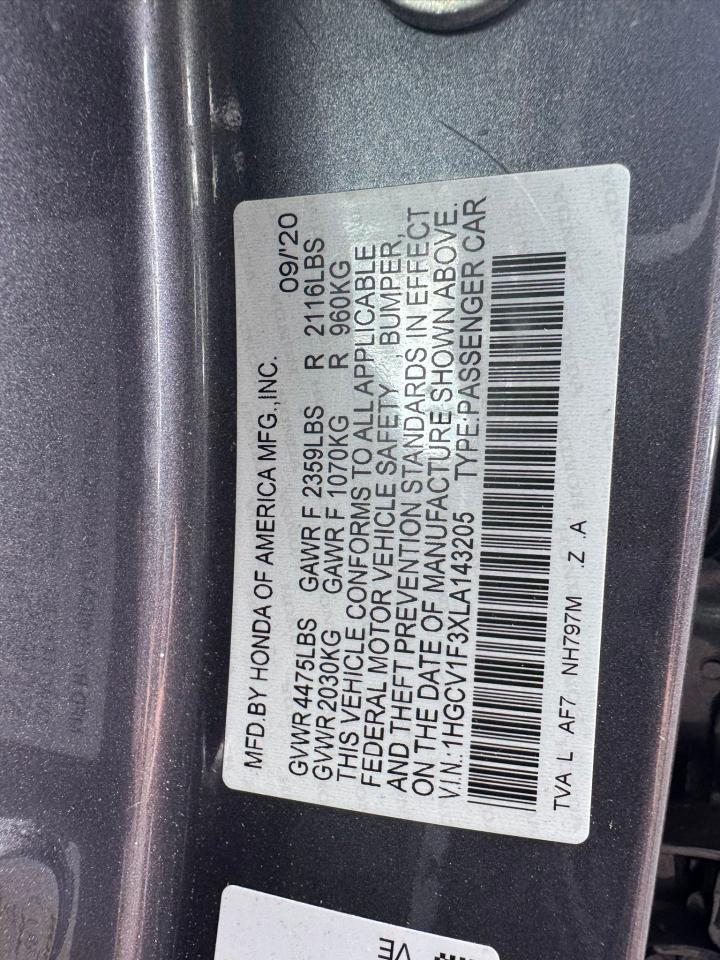 MFD.BY HONDA OF AMERICA MFG.,INC. 09/'20
GVWR 4475LBS GAWR F 2359LBS R 2116LBS
GVWR 2030KG GAWR F 1070KG R 960KG
THIS VEHICLE CONFORMS TO ALL APPLICABLE
FEDERAL MOTOR VEHICLE SAFETY , BUMPER,
AND THEFT PREVENTION STANDARDS IN EFFECT
ON THE DATE OF MANUFACTURE SHOWN ABOVE.
V.I.N.:1HGCV1F3XLA143205 TYPE:PASSENGER CAR
TVA L AF7 NH797M .Z .A
VE